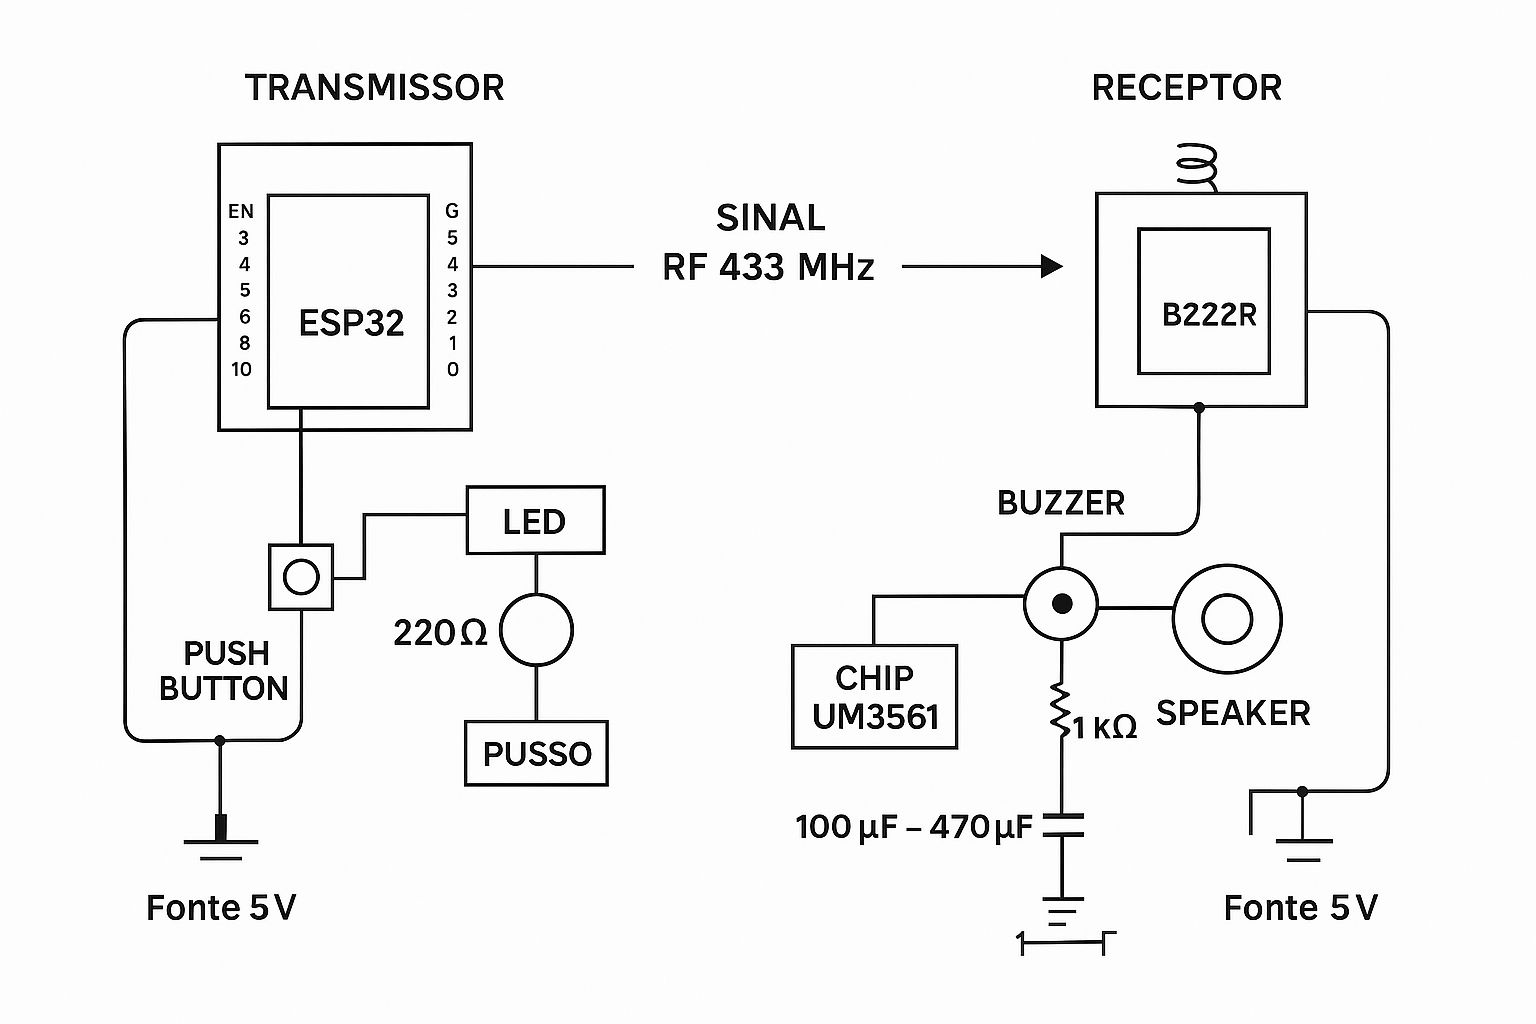 TRANSMISSOR
RECEPTOR
EN
3
4
5
6
8
10
ESP32
G
5
4
3
2
1
0
SINAL
RF 433 MHz
B222R
LED
220Ω
PUSSO
PUSH
BUTTON
Fonte 5V
BUZZER
CHIP
UM3561
SPEAKER
1 kΩ
100 µF – 470 µF
Fonte 5V